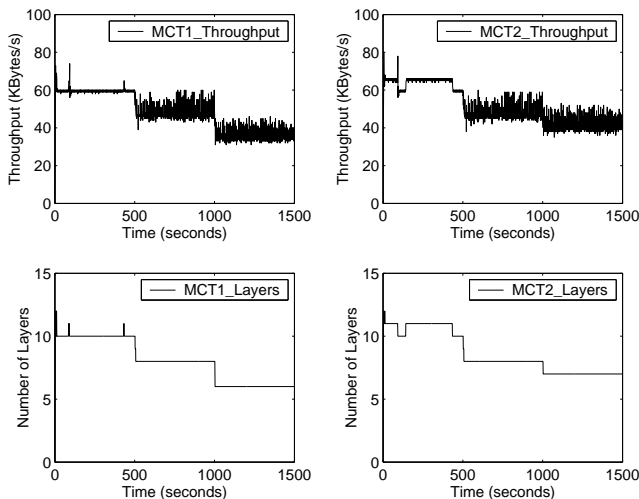 MCT1_Throughput
Throughput (KBytes/s)
100
80
60
40
20
0
0 500 1000 1500
Time (seconds)
MCT2_Throughput
Throughput (KBytes/s)
100
80
60
40
20
0
0 500 1000 1500
Time (seconds)
MCT1_Layers
Number of Layers
15
10
5
0
0 500 1000 1500
Time (seconds)
MCT2_Layers
Number of Layers
15
10
5
0
0 500 1000 1500
Time (seconds)